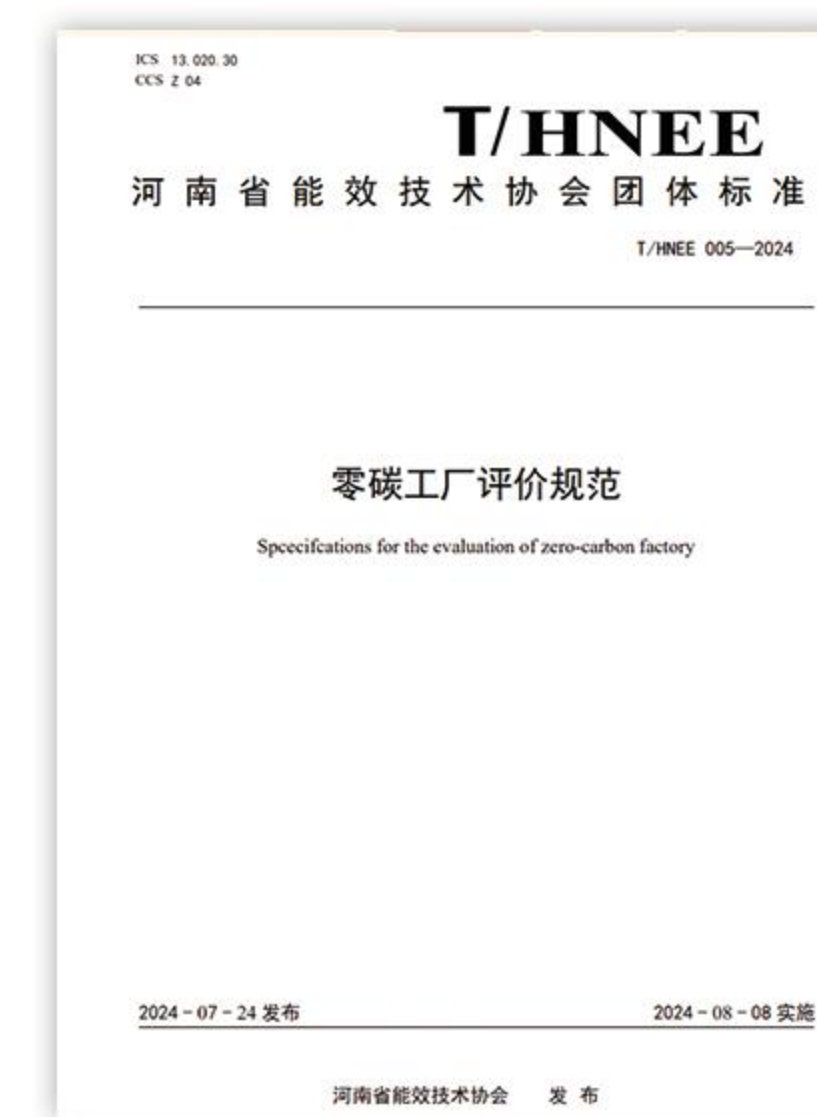 ICS 13.020.30
CCS Z 04
T/HNEE
河南省能效技术协会团体标准
T/HNEE 005—2024
零碳工厂评价规范
Spcecifcations for the evaluation of zero-carbon factory
2024-07-24 发布 2024-08-08 实施
河南省能效技术协会 发布